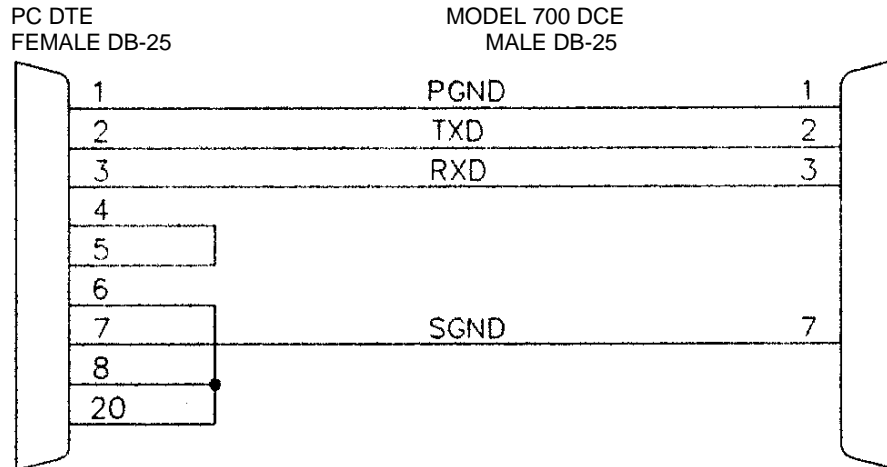 PC DTE MODEL 700 DCE
FEMALE DB-25 MALE DB-25
1 PGND 1
2 TXD 2
3 RXD 3
4
5
6
7 SGND 7
8
20